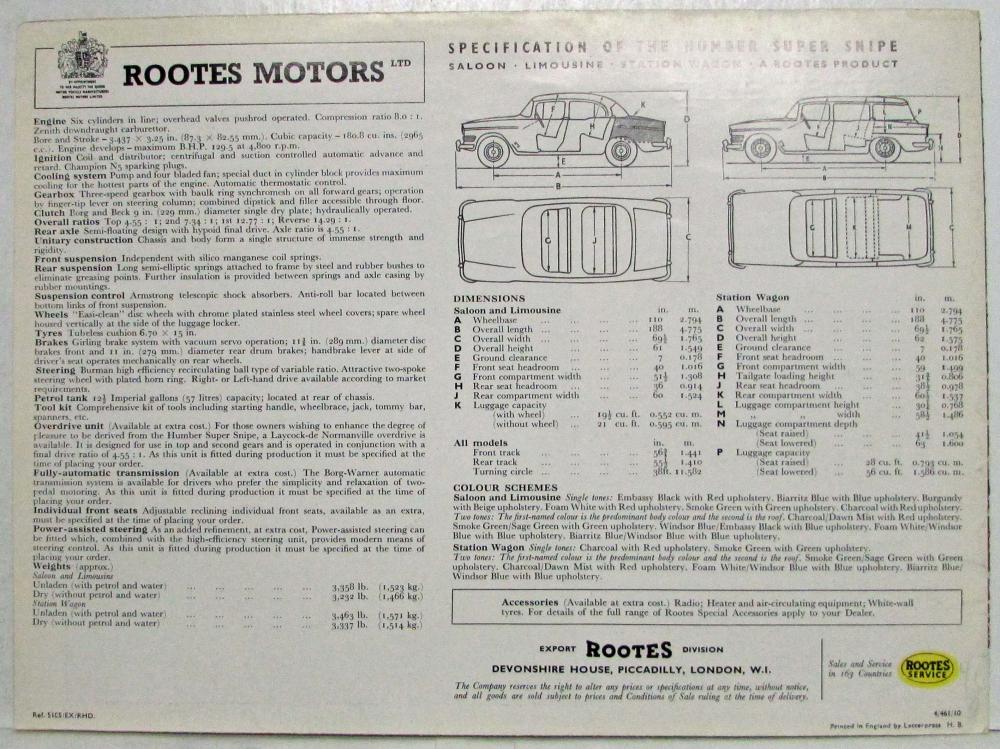 BY APPOINTMENT
TO HER MAJESTY THE QUEEN
MOTOR VEHICLE MANUFACTURERS
ROOTES MOTORS LIMITED
ROOTES MOTORS LTD
Engine Six cylinders in line; overhead valves pushrod operated. Compression ratio 8.0 : 1.
Zenith downdraught carburettor.
Bore and Stroke – 3.437 × 3.25 in. (87.3 × 82.55 mm.). Cubic capacity – 180.8 cu. ins. (2965
c.c.). Engine develops – maximum B.H.P. 129.5 at 4,800 r.p.m.
Ignition Coil and distributor; centrifugal and suction controlled automatic advance and
retard. Champion N5 sparking plugs.
Cooling system Pump and four bladed fan; special duct in cylinder block provides maximum
cooling for the hottest parts of the engine. Automatic thermostatic control.
Gearbox Three-speed gearbox with baulk ring synchromesh on all forward gears; operation
by finger-tip lever on steering column; combined dipstick and filler accessible through floor.
Clutch Borg and Beck 9 in. (229 mm.) diameter single dry plate; hydraulically operated.
Overall ratios Top 4.55 : 1; 2nd 7.34 : 1; 1st 12.77 : 1; Reverse 14.29 : 1.
Rear axle Semi-floating design with hypoid final drive. Axle ratio is 4.55 : 1.
Unitary construction Chassis and body form a single structure of immense strength and
rigidity.
Front suspension Independent with silico manganese coil springs.
Rear suspension Long semi-elliptic springs attached to frame by steel and rubber bushes to
eliminate greasing points. Further insulation is provided between springs and axle casing by
rubber mountings.
Suspension control Armstrong telescopic shock absorbers. Anti-roll bar located between
bottom links of front suspension.
Wheels "Easi-clean" disc wheels with chrome plated stainless steel wheel covers; spare wheel
housed vertically at the side of the luggage locker.
Tyres Tubeless cushion 6.70 × 15 in.
Brakes Girling brake system with vacuum servo operation; 11⅜ in. (289 mm.) diameter disc
brakes front and 11 in. (279 mm.) diameter rear drum brakes; handbrake lever at side of
driver's seat operates mechanically on rear wheels.
Steering Burman high efficiency recirculating ball type of variable ratio. Attractive two-spoke
steering wheel with plated horn ring. Right- or Left-hand drive available according to market
requirements.
Petrol tank 12½ Imperial gallons (57 litres) capacity; located at rear of chassis.
Tool kit Comprehensive kit of tools including starting handle, wheelbrace, jack, tommy bar,
spanners, etc.
Overdrive unit (Available at extra cost.) For those owners wishing to enhance the degree of
pleasure to be derived from the Humber Super Snipe, a Laycock-de Normanville overdrive is
available. It is designed for use in top and second gears and is operated in conjunction with a
final drive ratio of 4.55 : 1. As this unit is fitted during production it must be specified at the
time of placing your order.
Fully-automatic transmission (Available at extra cost.) The Borg-Warner automatic
transmission system is available for drivers who prefer the simplicity and relaxation of two-
pedal motoring. As this unit is fitted during production it must be specified at the time of
placing your order.
Individual front seats Adjustable reclining individual front seats, available as an extra,
must be specified at the time of placing your order.
Power-assisted steering As an added refinement, at extra cost, Power-assisted steering can
be fitted which, combined with the high-efficiency steering unit, provides modern means of
steering control. As this unit is fitted during production it must be specified at the time of
placing your order.
Weights (approx.)
Saloon and Limousine
Unladen (with petrol and water) ... ... ... ... ... 3,358 lb. (1,523 kg.)
Dry (without petrol and water) ... ... ... ... ... 3,232 lb. (1,466 kg.)
Station Wagon
Unladen (with petrol and water) ... ... ... ... ... 3,463 lb. (1,571 kg.)
Dry (without petrol and water) ... ... ... ... ... 3,337 lb. (1,514 kg.)
Ref. 5105/EX/RHD.
SPECIFICATION OF THE HUMBER SUPER SNIPE
SALOON · LIMOUSINE · STATION WAGON · A ROOTES PRODUCT
F K H D E A B
G J C
P N D H E A B
G K M C
DIMENSIONS
Saloon and Limousine in. m.
A Wheelbase ... ... ... ... 110 2.794
B Overall length ... ... ... 188 4.775
C Overall width ... ... ... 69½ 1.765
D Overall height ... ... ... 61 1.549
E Ground clearance ... ... 7 0.178
F Front seat headroom ... ... 40 1.016
G Front compartment width ... 51½ 1.308
H Rear seat headroom ... ... 36 0.914
J Rear compartment width ... 60 1.524
K Luggage capacity
(with wheel) ... 19½ cu. ft. 0.552 cu. m.
(without wheel) ... 21 cu. ft. 0.595 cu. m.
All models in. m.
Front track ... ... ... 56¾ 1.441
Rear track ... ... ... 55½ 1.410
Turning circle ... ... ... 38ft. 11.582
Station Wagon in. m.
A Wheelbase ... ... ... ... 110 2.794
B Overall length ... ... ... 188 4.775
C Overall width ... ... ... 69½ 1.765
D Overall height ... ... ... 62 1.575
E Ground clearance ... ... 7 0.178
F Front seat headroom ... ... 40 1.016
G Front compartment width ... 59 1.499
H Tailgate loading height ... 31¾ 0.806
J Rear seat headroom ... ... 38½ 0.978
K Rear compartment width ... 60½ 1.537
L Luggage compartment height ... 30¼ 0.768
M „ „ width ... 58½ 1.486
N Luggage compartment depth
(Seat raised) ... ... 41½ 1.054
(Seat lowered) ... ... 63 1.600
P Luggage capacity
(Seat raised) ... 28 cu. ft. 0.793 cu. m.
(Seat lowered) ... 56 cu. ft. 1.586 cu. m.
COLOUR SCHEMES
Saloon and Limousine Single tones: Embassy Black with Red upholstery. Biarritz Blue with Blue upholstery. Burgundy
with Beige upholstery. Foam White with Red upholstery. Smoke Green with Green upholstery. Charcoal with Red upholstery.
Two tones: The first-named colour is the predominant body colour and the second is the roof. Charcoal/Dawn Mist with Red upholstery.
Smoke Green/Sage Green with Green upholstery. Windsor Blue/Embassy Black with Blue upholstery. Foam White/Windsor
Blue with Blue upholstery. Biarritz Blue/Windsor Blue with Blue upholstery.
Station Wagon Single tones: Charcoal with Red upholstery. Smoke Green with Green upholstery.
Two tones: The first-named colour is the predominant body colour and the second is the roof. Smoke Green/Sage Green with Green
upholstery. Charcoal/Dawn Mist with Red upholstery. Foam White/Windsor Blue with Blue upholstery. Biarritz Blue/
Windsor Blue with Blue upholstery.
Accessories (Available at extra cost.) Radio; Heater and air-circulating equipment; White-wall
tyres. For details of the full range of Rootes Special Accessories apply to your Dealer.
EXPORT ROOTES DIVISION
DEVONSHIRE HOUSE, PICCADILLY, LONDON, W.1.
The Company reserves the right to alter any prices or specifications at any time, without notice,
and all goods are sold subject to prices and Conditions of Sale ruling at the time of delivery.
Sales and Service
in 163 Countries
ROOTES
SERVICE
4/461/10
Printed in England by Letterpress H. B.